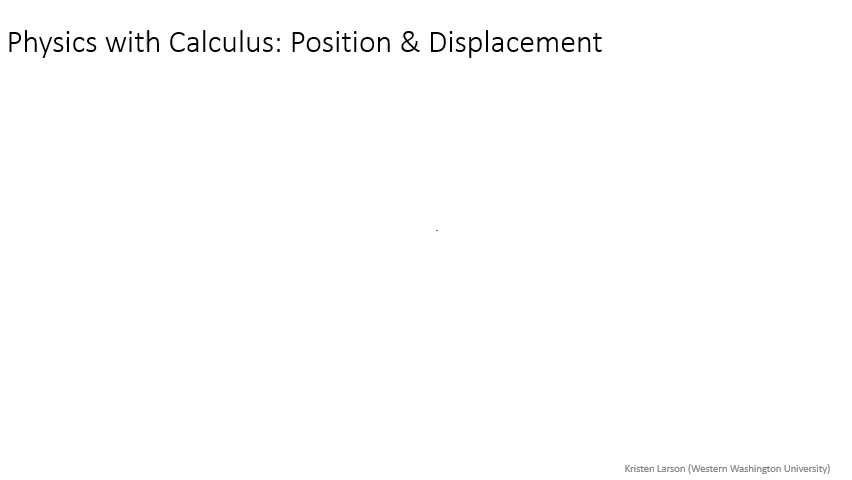 Physics with Calculus: Position & Displacement
Kristen Larson (Western Washington University)